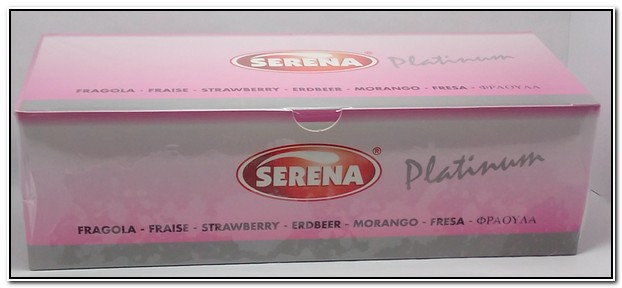 SERENA® Platinum
FRAGOLA - FRAISE - STRAWBERRY - ERDBEER - MORANGO - FRESA - ΦΡΑΟΥΛΑ
SERENA® Platinum
FRAGOLA - FRAISE - STRAWBERRY - ERDBEER - MORANGO - FRESA - ΦΡΑΟΥΛΑ